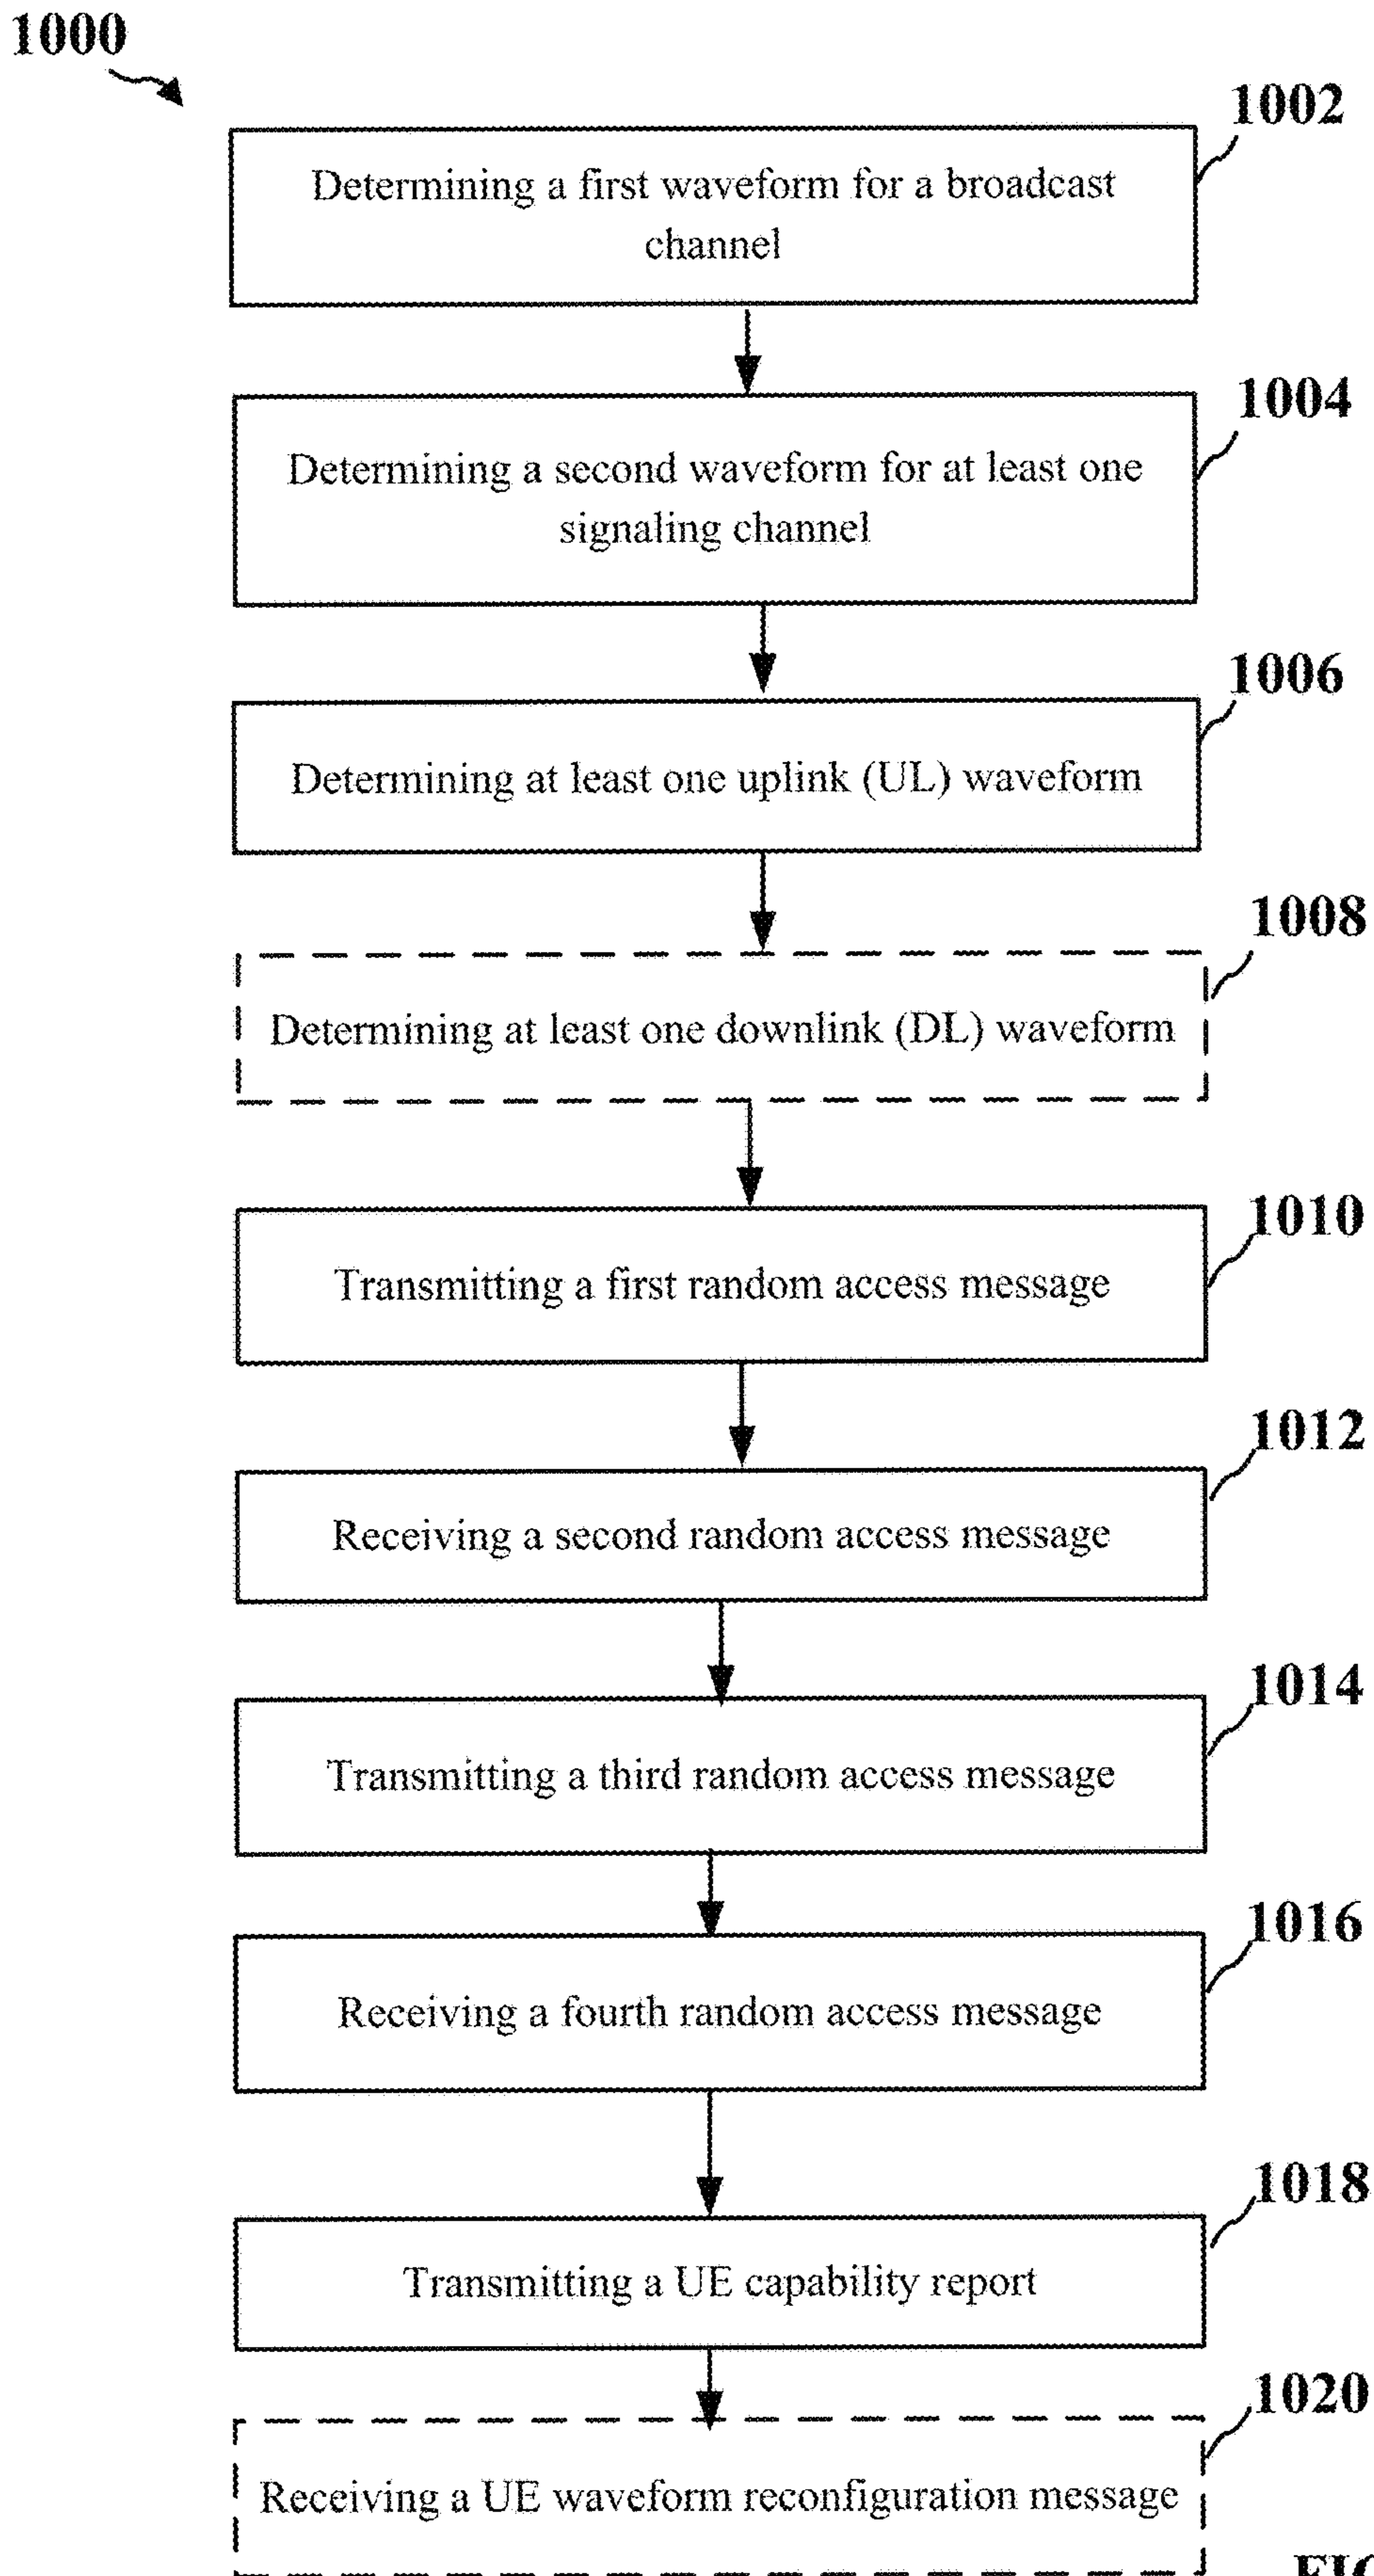 1000
1002
Determining a first waveform for a broadcast
channel
1004
Determining a second waveform for at least one
signaling channel
1006
Determining at least one uplink (UL) waveform
1008
Determining at least one downlink (DL) waveform
1010
Transmitting a first random access message
1012
Receiving a second random access message
1014
Transmitting a third random access message
1016
Receiving a fourth random access message
1018
Transmitting a UE capability report
1020
Receiving a UE waveform reconfiguration message